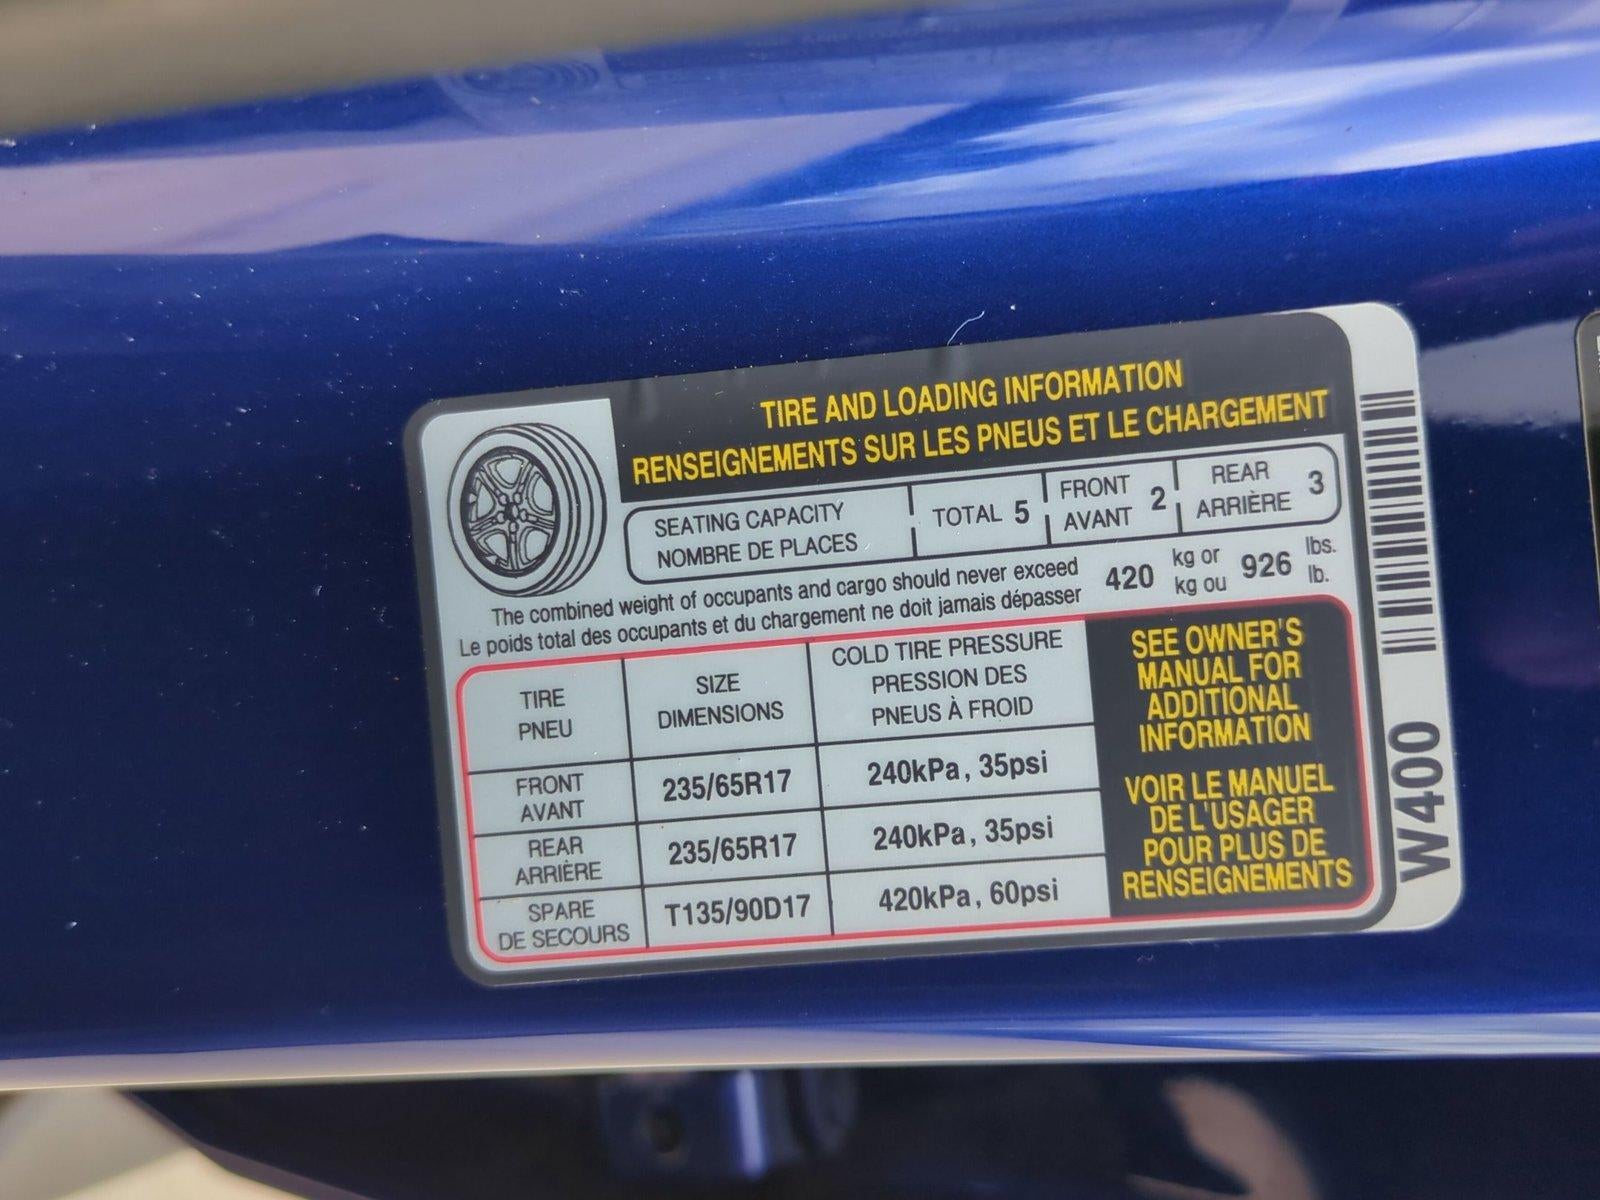 TIRE AND LOADING INFORMATION
RENSEIGNEMENTS SUR LES PNEUS ET LE CHARGEMENT
SEATING CAPACITY
NOMBRE DE PLACES
TOTAL 5
FRONT
AVANT
2
REAR
ARRIÈRE
3
The combined weight of occupants and cargo should never exceed
Le poids total des occupants et du chargement ne doit jamais dépasser
420
kg or
kg ou
926
lbs.
lb.
TIRE
PNEU
SIZE
DIMENSIONS
COLD TIRE PRESSURE
PRESSION DES
PNEUS À FROID
FRONT
AVANT
235/65R17
240kPa, 35psi
REAR
ARRIÈRE
235/65R17
240kPa, 35psi
SPARE
DE SECOURS
T135/90D17
420kPa, 60psi
SEE OWNER'S
MANUAL FOR
ADDITIONAL
INFORMATION
VOIR LE MANUEL
DE L'USAGER
POUR PLUS DE
RENSEIGNEMENTS
W400